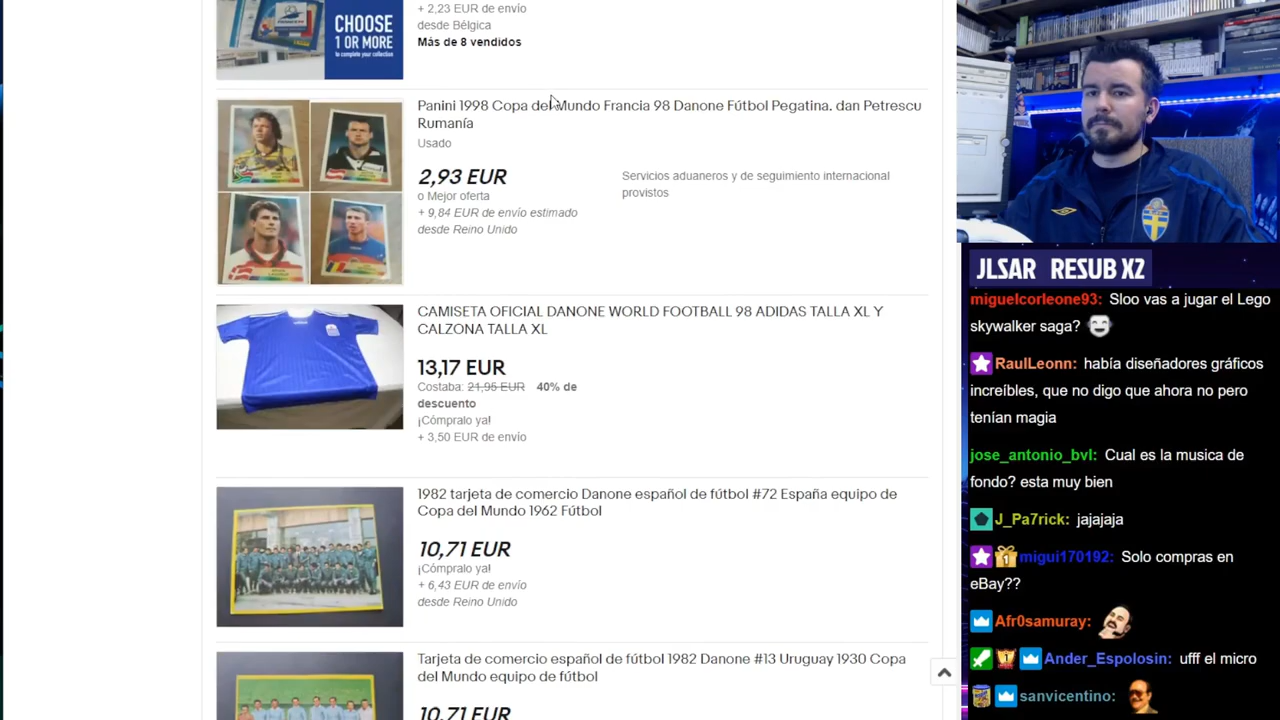 + 2,23 EUR de envío
desde Bélgica
Más de 8 vendidos
CHOOSE
1 OR MORE
to complete your collection
Panini 1998 Copa del Mundo Francia 98 Danone Fútbol Pegatina. dan Petrescu
Rumanía
Usado
2,93 EUR
o Mejor oferta
+ 9,84 EUR de envío estimado
desde Reino Unido
Servicios aduaneros y de seguimiento internacional
provistos
CAMISETA OFICIAL DANONE WORLD FOOTBALL 98 ADIDAS TALLA XL Y
CALZONA TALLA XL
13,17 EUR
Costaba: 21,95 EUR 40% de
descuento
¡Cómpralo ya!
+ 3,50 EUR de envío
1982 tarjeta de comercio Danone español de fútbol #72 España equipo de
Copa del Mundo 1962 Fútbol
10,71 EUR
¡Cómpralo ya!
+ 6,43 EUR de envío
desde Reino Unido
Tarjeta de comercio español de fútbol 1982 Danone #13 Uruguay 1930 Copa
del Mundo equipo de fútbol
10,71 EUR
JLSAR RESUB X2
miguelcorleone93: Sloo vas a jugar el Lego
skywalker saga?
RaulLeonn: había diseñadores gráficos
increíbles, que no digo que ahora no pero
tenían magia
jose_antonio_bvl: Cual es la musica de
fondo? esta muy bien
J_Pa7rick: jajajaja
migui170192: Solo compras en
eBay??
Afr0samuray:
Ander_Espolosin: ufff el micro
sanvicentino: